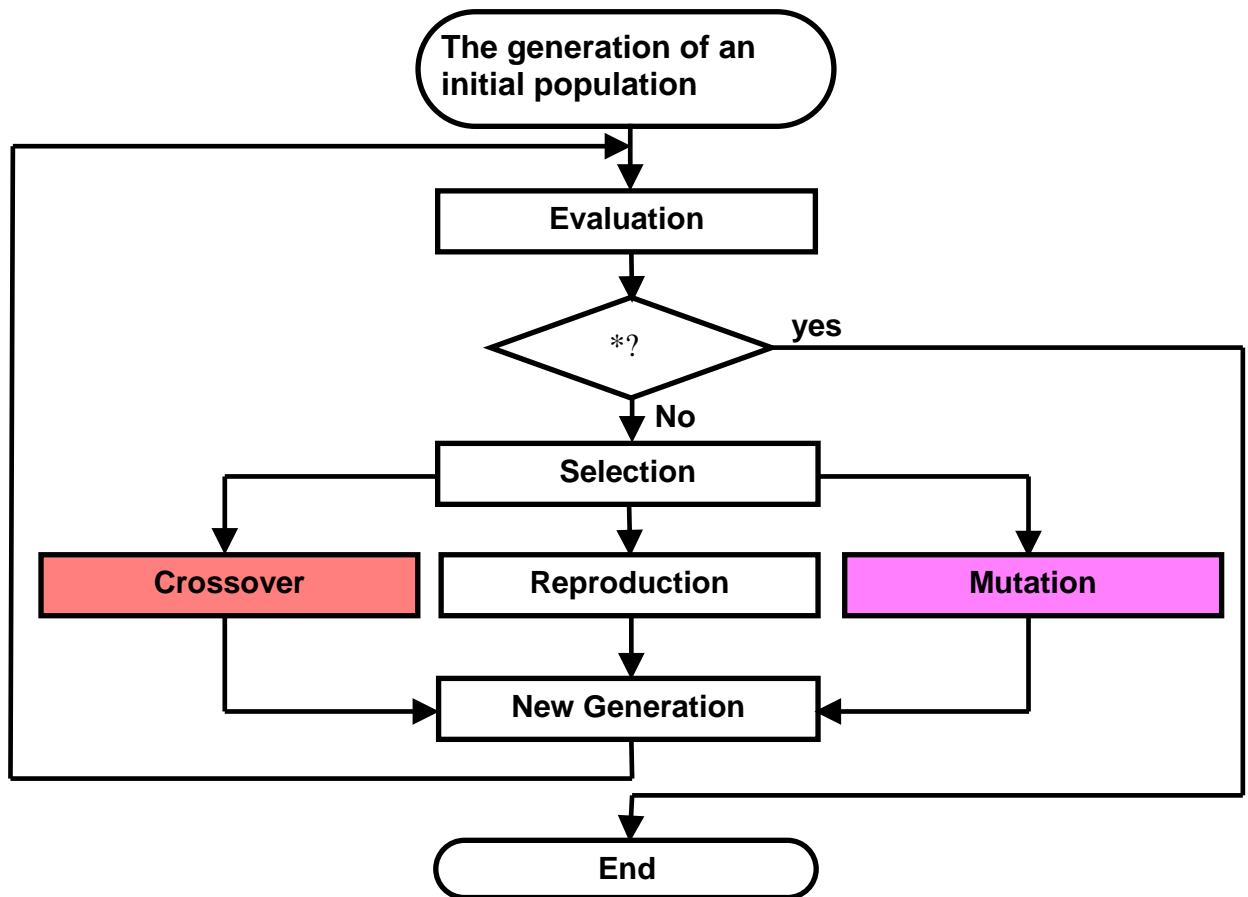 The generation of an
initial population
Evaluation
*?
yes
No
Selection
Crossover
Reproduction
Mutation
New Generation
End